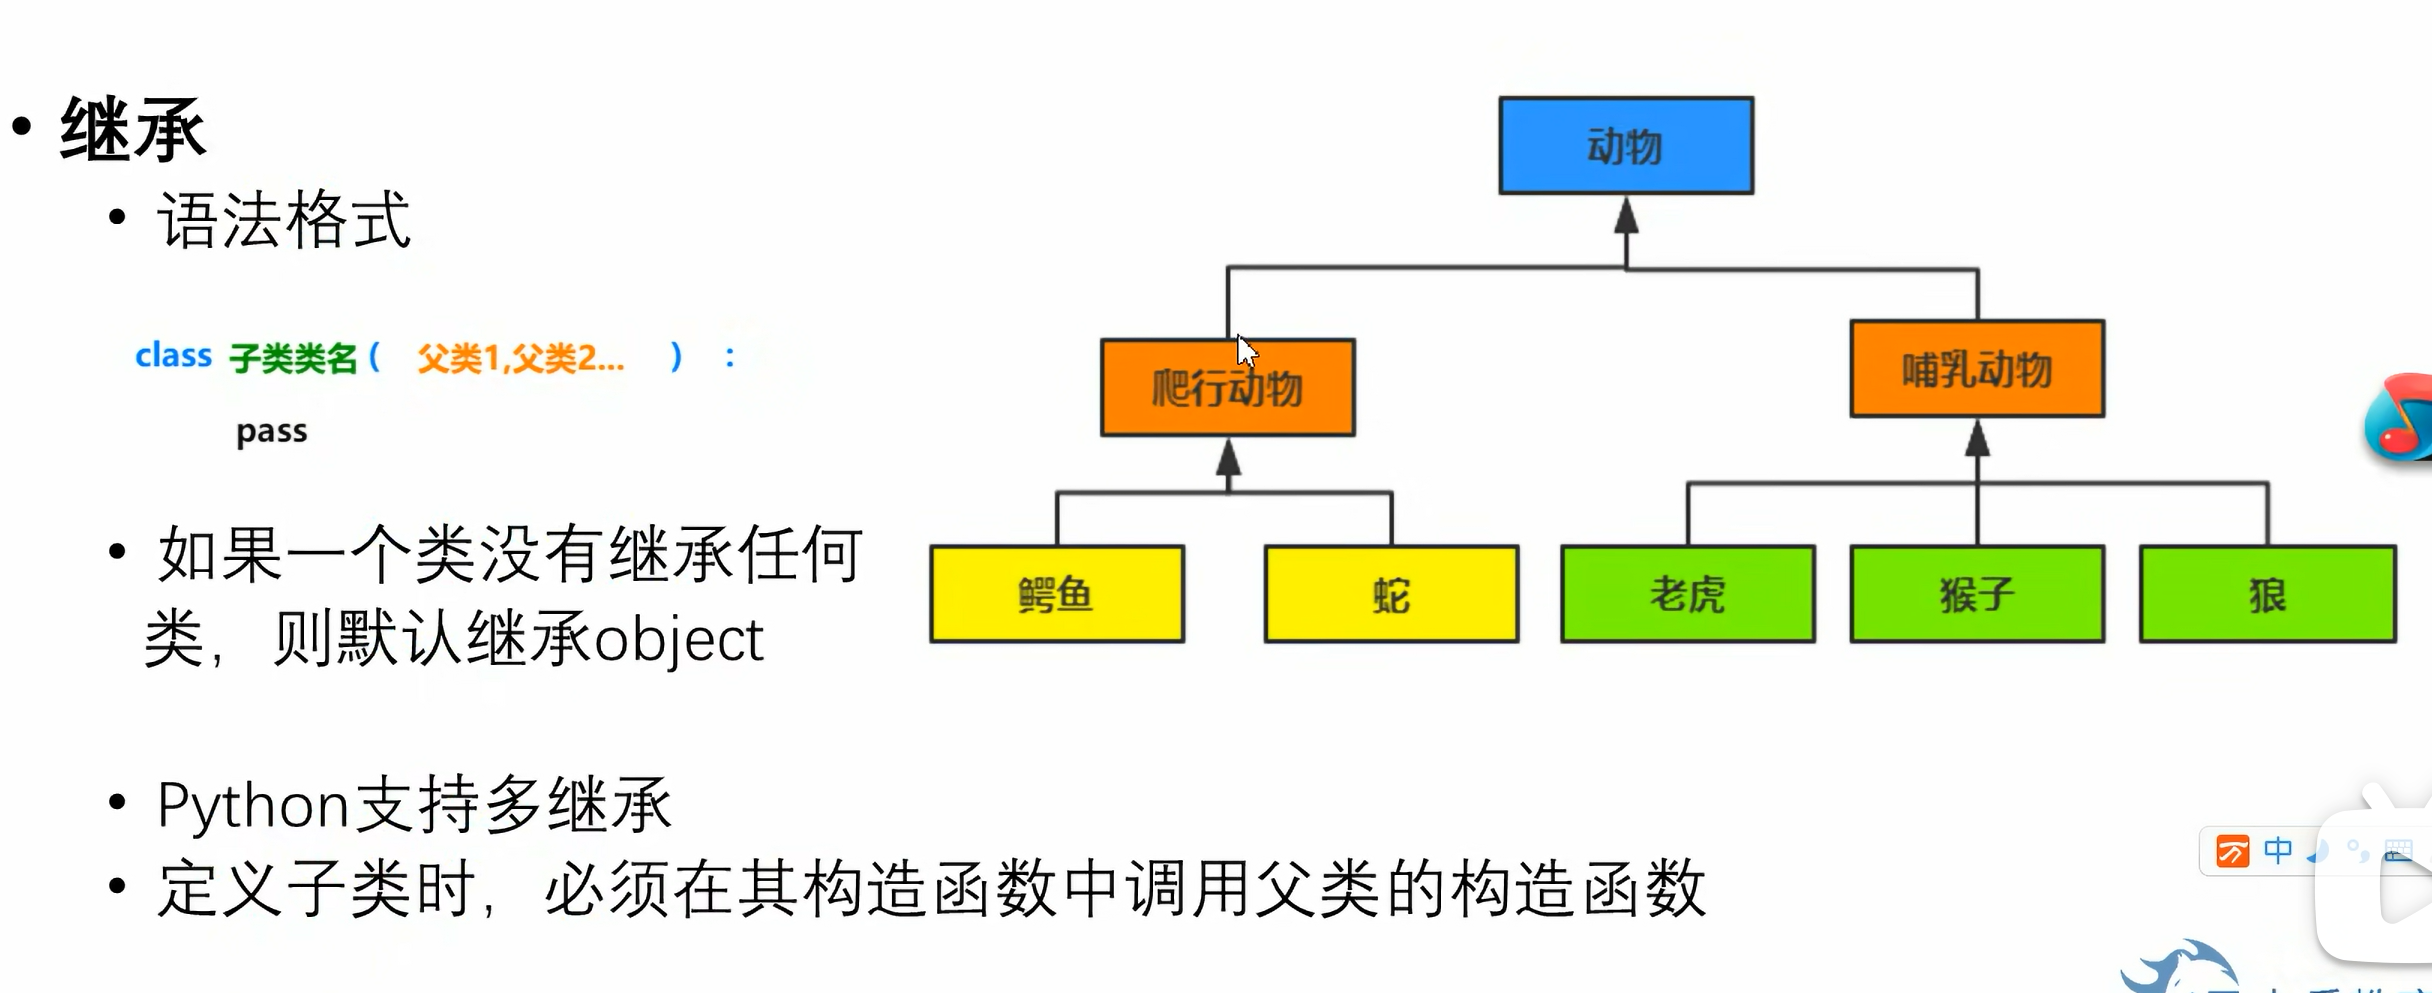 • 继承
• 语法格式
class 子类类名 ( 父类1,父类2... ) :
pass
• 如果一个类没有继承任何
类，则默认继承object
• Python支持多继承
• 定义子类时，必须在其构造函数中调用父类的构造函数
动物
爬行动物
哺乳动物
鳄鱼
蛇
老虎
猴子
狼
中